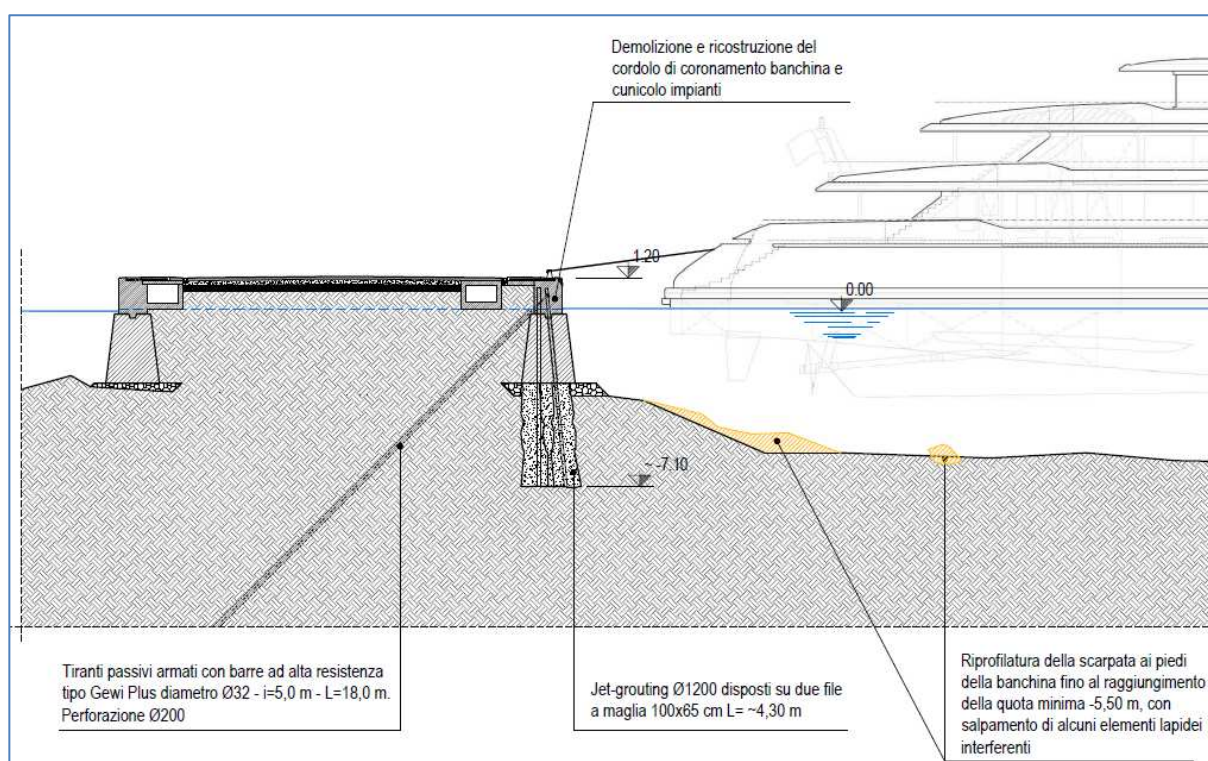 Demolizione e ricostruzione del
cordolo di coronamento banchina e
cunicolo impianti
1.20
0.00
~ -7.10
Tiranti passivi armati con barre ad alta resistenza
tipo Gewi Plus diametro Ø32 - i=5,0 m - L=18,0 m.
Perforazione Ø200
Jet-grouting Ø1200 disposti su due file
a maglia 100x65 cm L= ~4,30 m
Riprofilatura della scarpata ai piedi
della banchina fino al raggiungimento
della quota minima -5,50 m, con
salpamento di alcuni elementi lapidei
interferenti